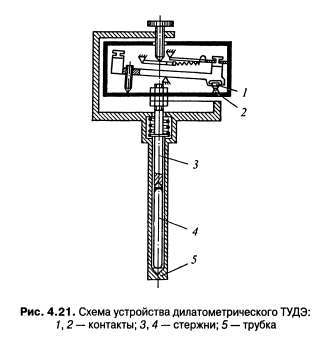 1
2
3
4
5
Рис. 4.21. Схема устройства дилатометрического ТУДЭ:
1, 2 — контакты; 3, 4 — стержни; 5 — трубка